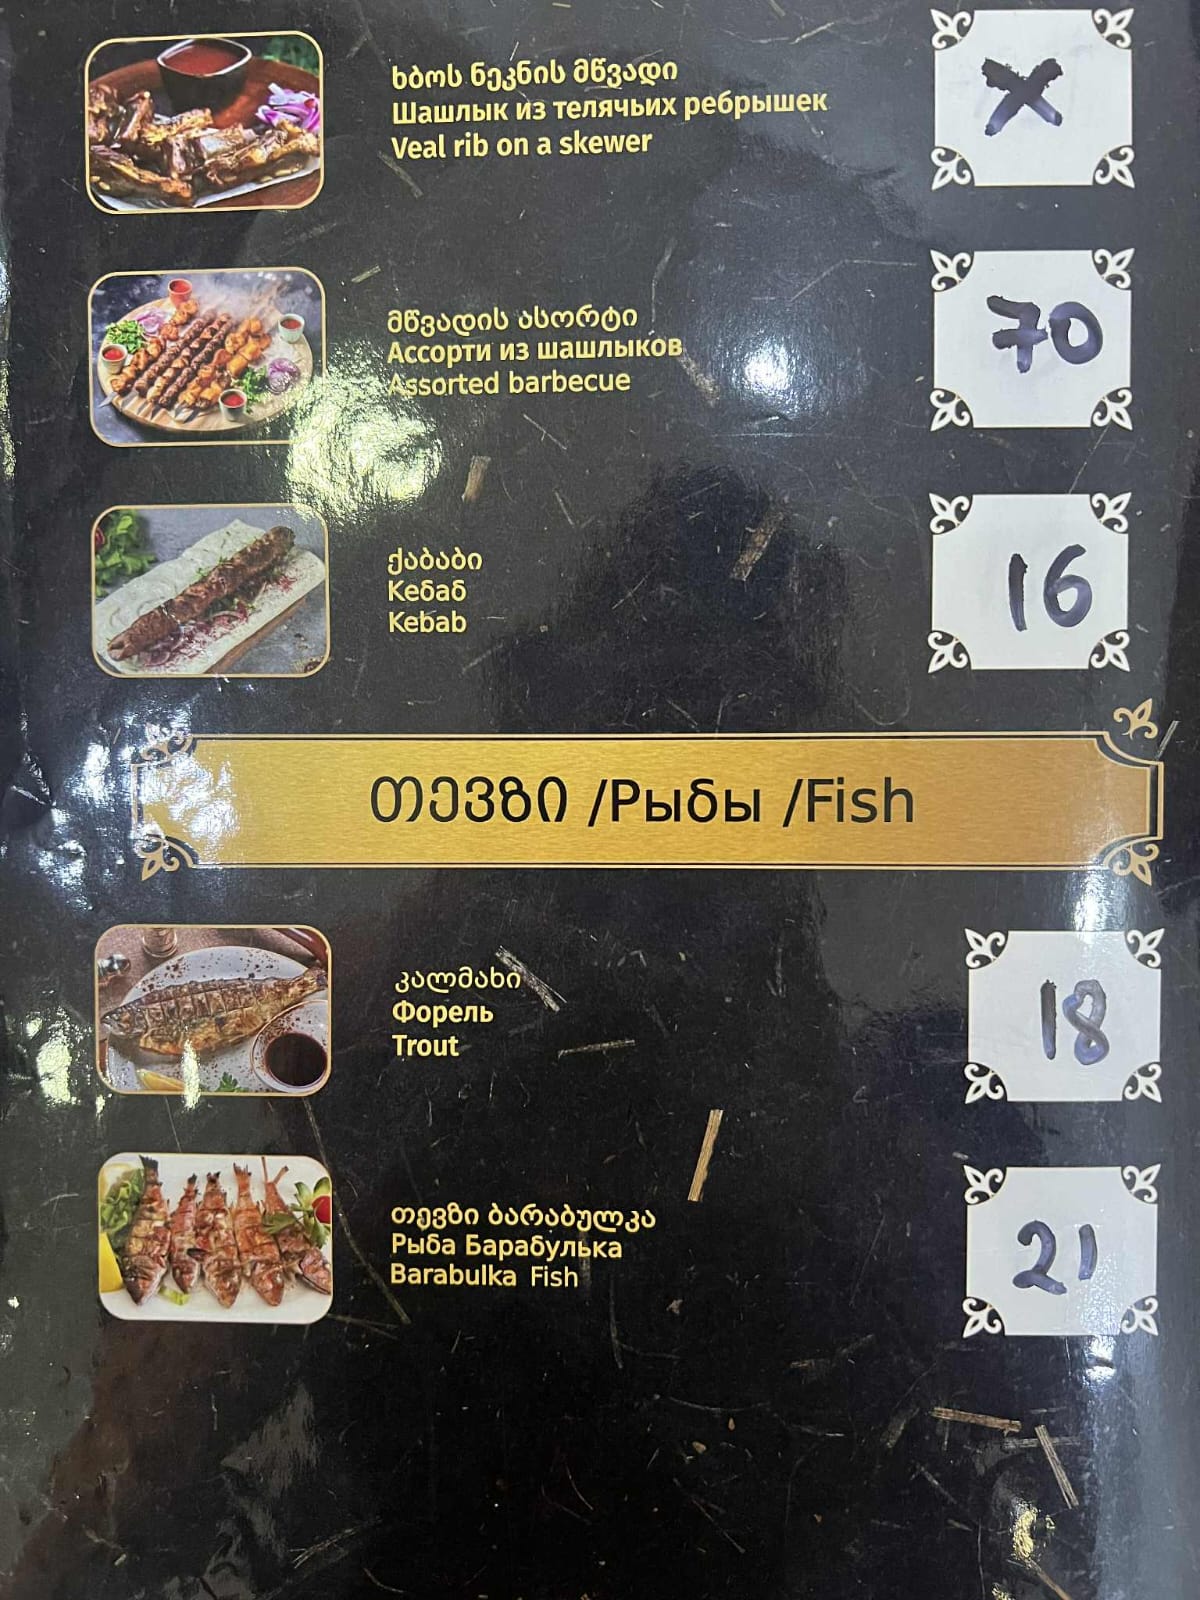 ხბოს ნეკნის მწვადი
Шашлык из телячьих ребрышек
Veal rib on a skewer
X
მწვადის ასორტი
Ассорти из шашлыков
Assorted barbecue
70
ქაბაბი
Кебаб
Kebab
16
თევზი /Рыбы /Fish
კალმახი
Форель
Trout
18
თევზი ბარაბულკა
Рыба Барабулька
Barabulka Fish
21